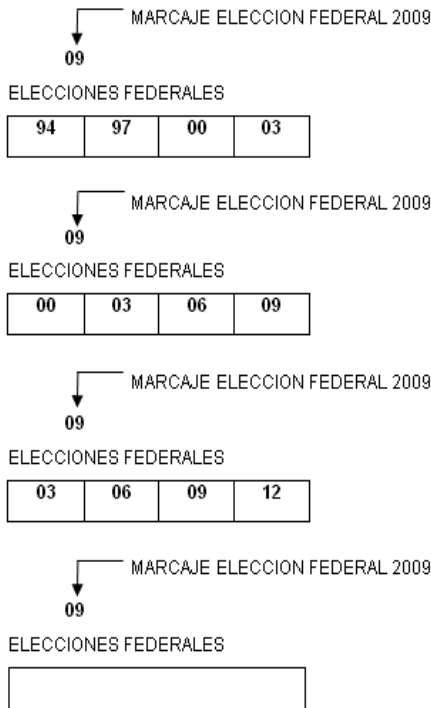 MARCAJE ELECCION FEDERAL 2009
09
ELECCIONES FEDERALES
94 97 00 03
MARCAJE ELECCION FEDERAL 2009
09
ELECCIONES FEDERALES
00 03 06 09
MARCAJE ELECCION FEDERAL 2009
09
ELECCIONES FEDERALES
03 06 09 12
MARCAJE ELECCION FEDERAL 2009
09
ELECCIONES FEDERALES